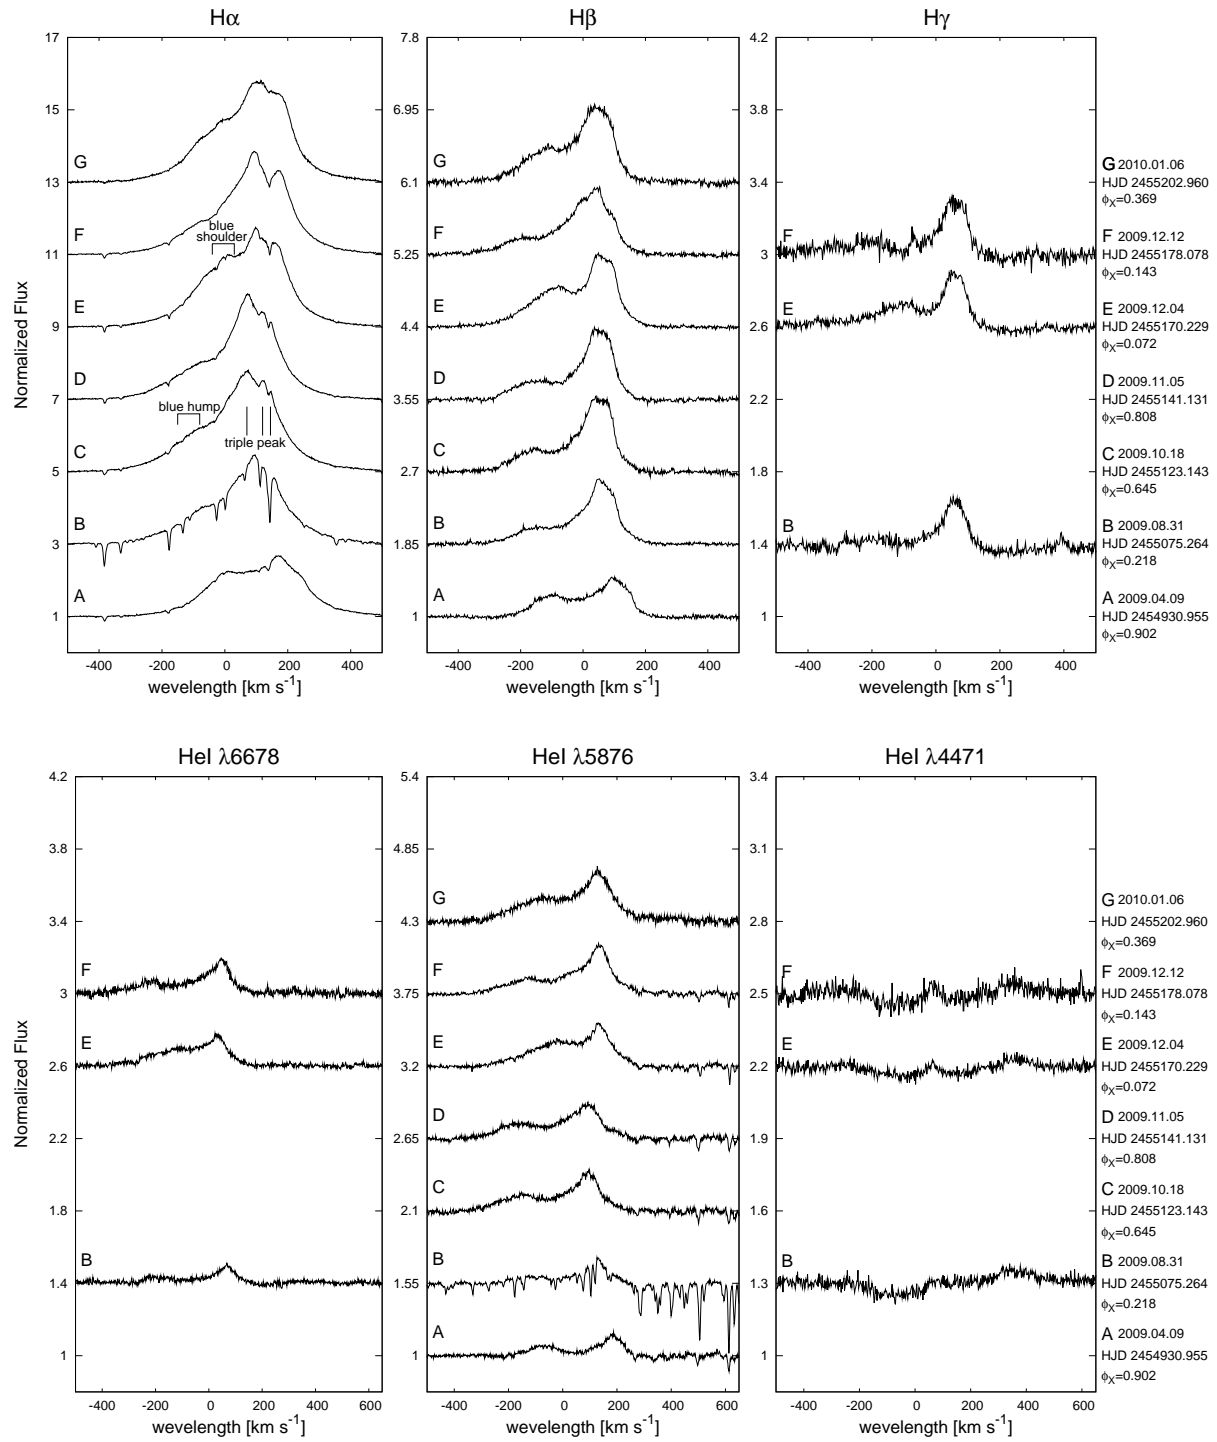 Hα
Hβ
Hγ
17
15
13
11
9
7
5
3
1
Normalized Flux
G
F
E
D
C
B
A
blue
shoulder
blue hump
triple peak
-400 -200 0 200 400
wavelength [km s⁻¹]
7.8
6.95
6.1
5.25
4.4
3.55
2.7
1.85
1
G
F
E
D
C
B
A
-400 -200 0 200 400
wavelength [km s⁻¹]
4.2
3.8
3.4
3
2.6
2.2
1.8
1.4
1
F
E
B
-400 -200 0 200 400
wavelength [km s⁻¹]
G 2010.01.06
HJD 2455202.960
ϕX=0.369
F 2009.12.12
HJD 2455178.078
ϕX=0.143
E 2009.12.04
HJD 2455170.229
ϕX=0.072
D 2009.11.05
HJD 2455141.131
ϕX=0.808
C 2009.10.18
HJD 2455123.143
ϕX=0.645
B 2009.08.31
HJD 2455075.264
ϕX=0.218
A 2009.04.09
HJD 2454930.955
ϕX=0.902
HeI λ6678
HeI λ5876
HeI λ4471
4.2
3.8
3.4
3
2.6
2.2
1.8
1.4
1
Normalized Flux
F
E
B
-400 -200 0 200 400 600
wavelength [km s⁻¹]
5.4
4.85
4.3
3.75
3.2
2.65
2.1
1.55
1
G
F
E
D
C
B
A
-400 -200 0 200 400 600
wavelength [km s⁻¹]
3.4
3.1
2.8
2.5
2.2
1.9
1.6
1.3
1
F
E
B
-400 -200 0 200 400 600
wavelength [km s⁻¹]
G 2010.01.06
HJD 2455202.960
ϕX=0.369
F 2009.12.12
HJD 2455178.078
ϕX=0.143
E 2009.12.04
HJD 2455170.229
ϕX=0.072
D 2009.11.05
HJD 2455141.131
ϕX=0.808
C 2009.10.18
HJD 2455123.143
ϕX=0.645
B 2009.08.31
HJD 2455075.264
ϕX=0.218
A 2009.04.09
HJD 2454930.955
ϕX=0.902